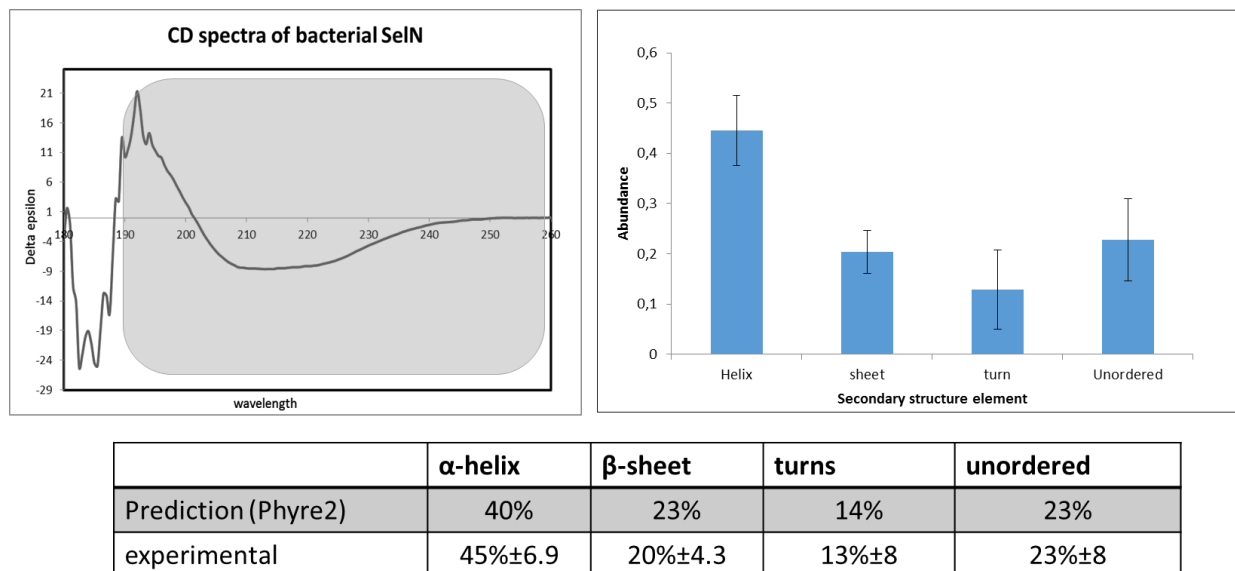 CD spectra of bacterial SelN
21
16
11
6
1
-4
-9
-14
-19
-24
-29
180 190 200 210 220 230 240 250 260
Delta epsilon
wavelength
0,6
0,5
0,4
0,3
0,2
0,1
0
Abundance
Helix sheet turn Unordered
Secondary structure element
α-helix β-sheet turns unordered
Prediction (Phyre2) 40% 23% 14% 23%
experimental 45%±6.9 20%±4.3 13%±8 23%±8